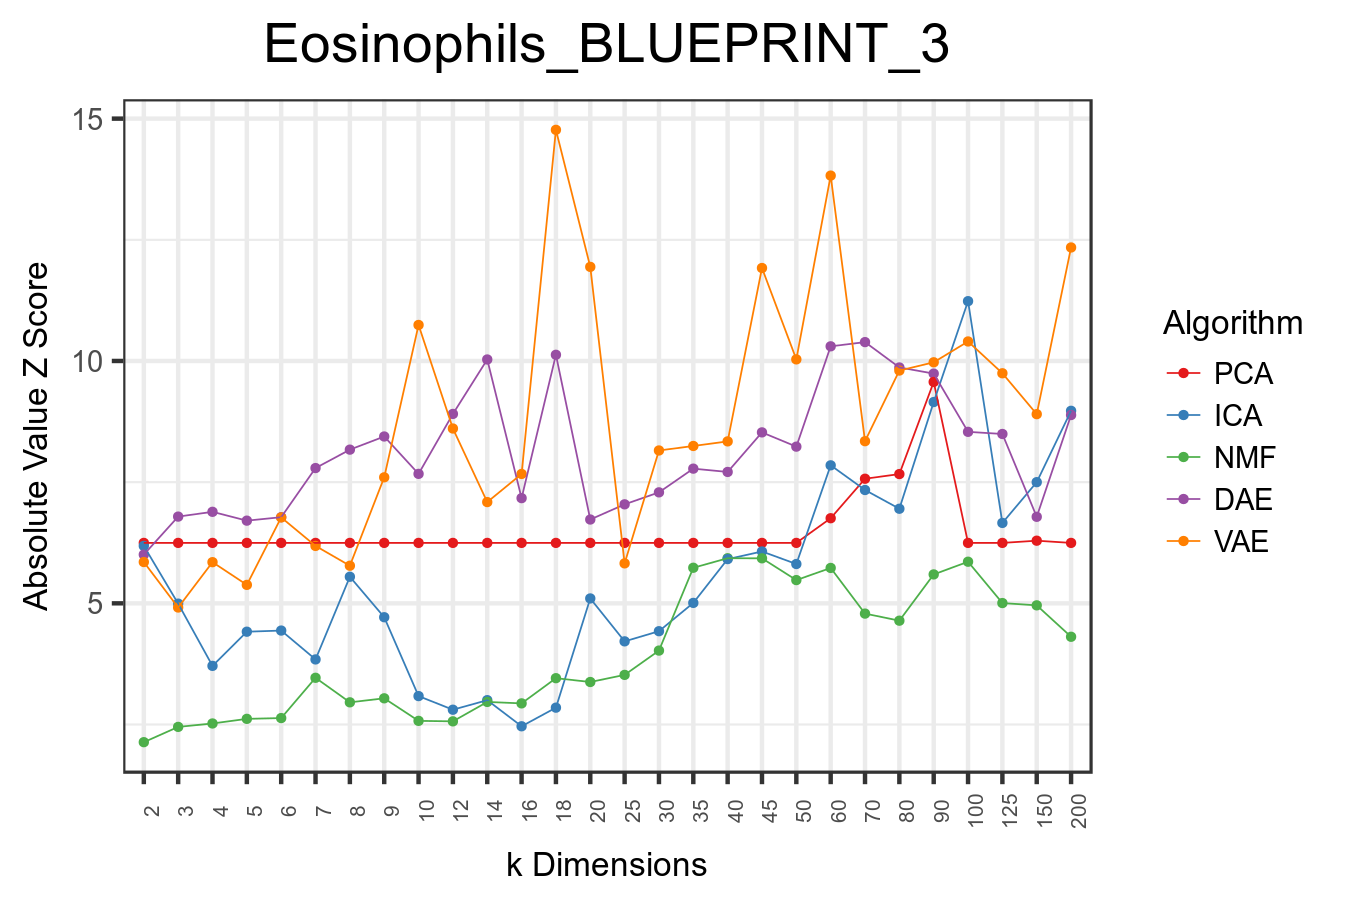 Eosinophils_BLUEPRINT_3
15
10
5
Absolute Value Z Score
2 3 4 5 6 7 8 9 10 12 14 16 18 20 25 30 35 40 45 50 60 70 80 90 100 125 150 200
k Dimensions
Algorithm
PCA
ICA
NMF
DAE
VAE